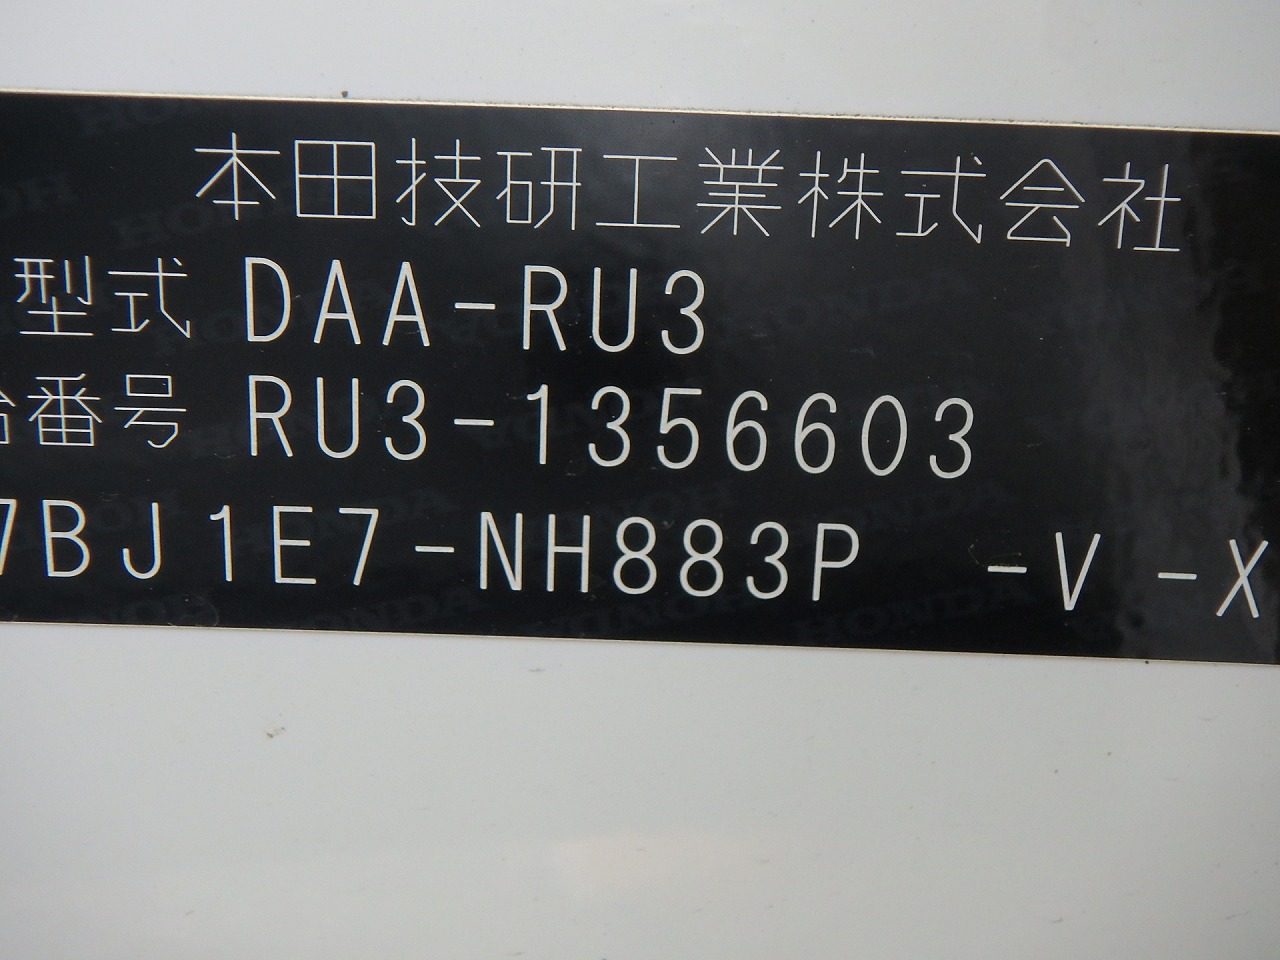 本田技研工業株式会社
型式 DAA-RU3
番号 RU3-1356603
7BJ1E7-NH883P -V -X